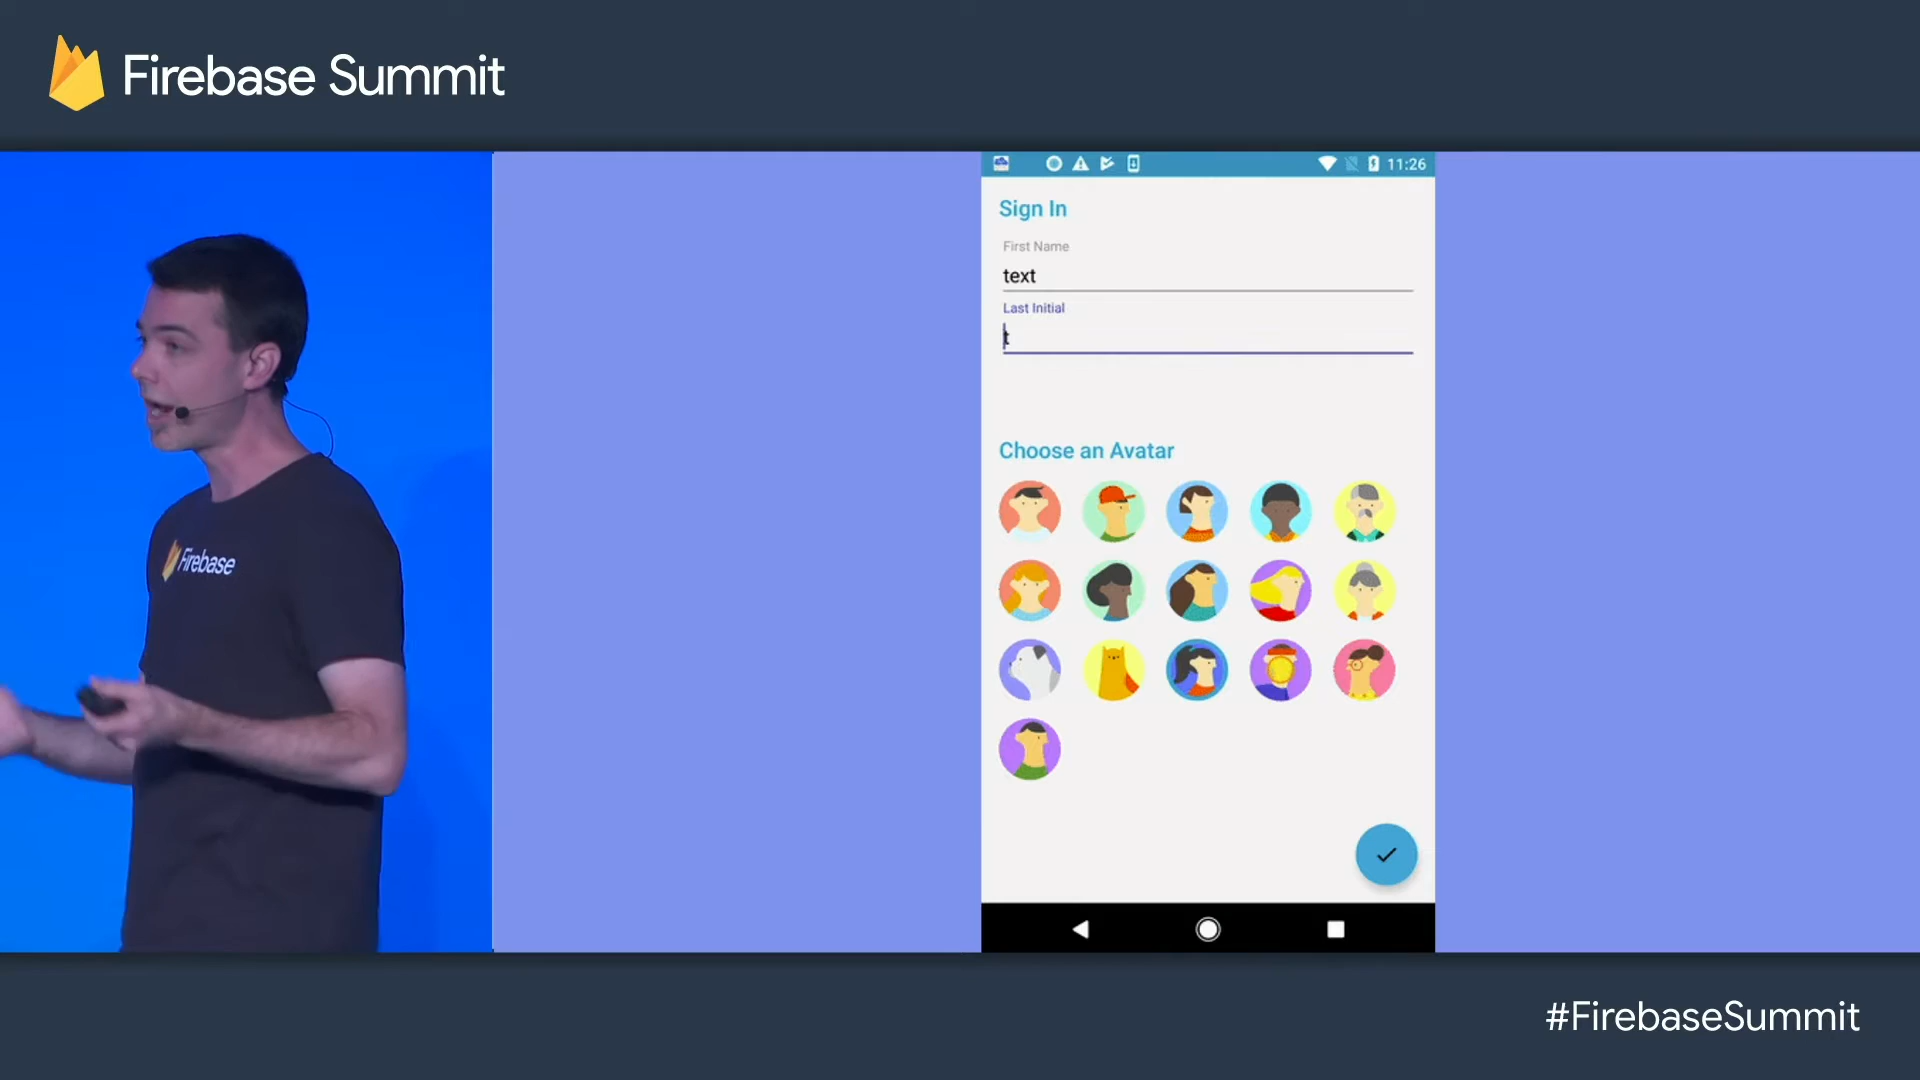 Firebase Summit
11:26
Sign In
First Name
text
Last Initial
t
Choose an Avatar
Firebase
#FirebaseSummit